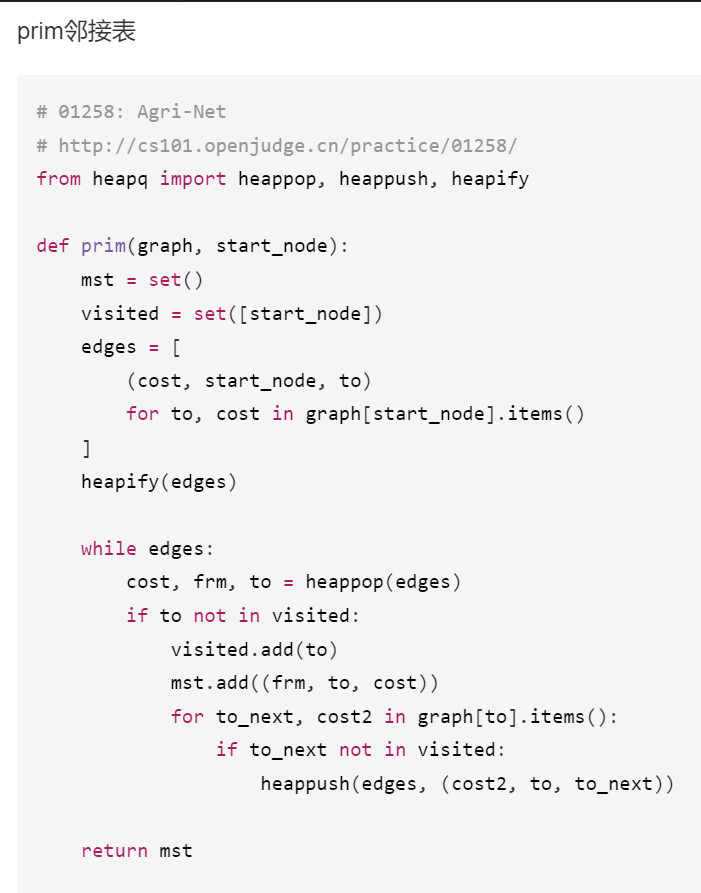 prim邻接表
# 01258: Agri-Net
# http://cs101.openjudge.cn/practice/01258/
from heapq import heappop, heappush, heapify
def prim(graph, start_node):
    mst = set()
    visited = set([start_node])
    edges = [
        (cost, start_node, to)
        for to, cost in graph[start_node].items()
    ]
    heapify(edges)
    while edges:
        cost, frm, to = heappop(edges)
        if to not in visited:
            visited.add(to)
            mst.add((frm, to, cost))
            for to_next, cost2 in graph[to].items():
                if to_next not in visited:
                    heappush(edges, (cost2, to, to_next))
    return mst